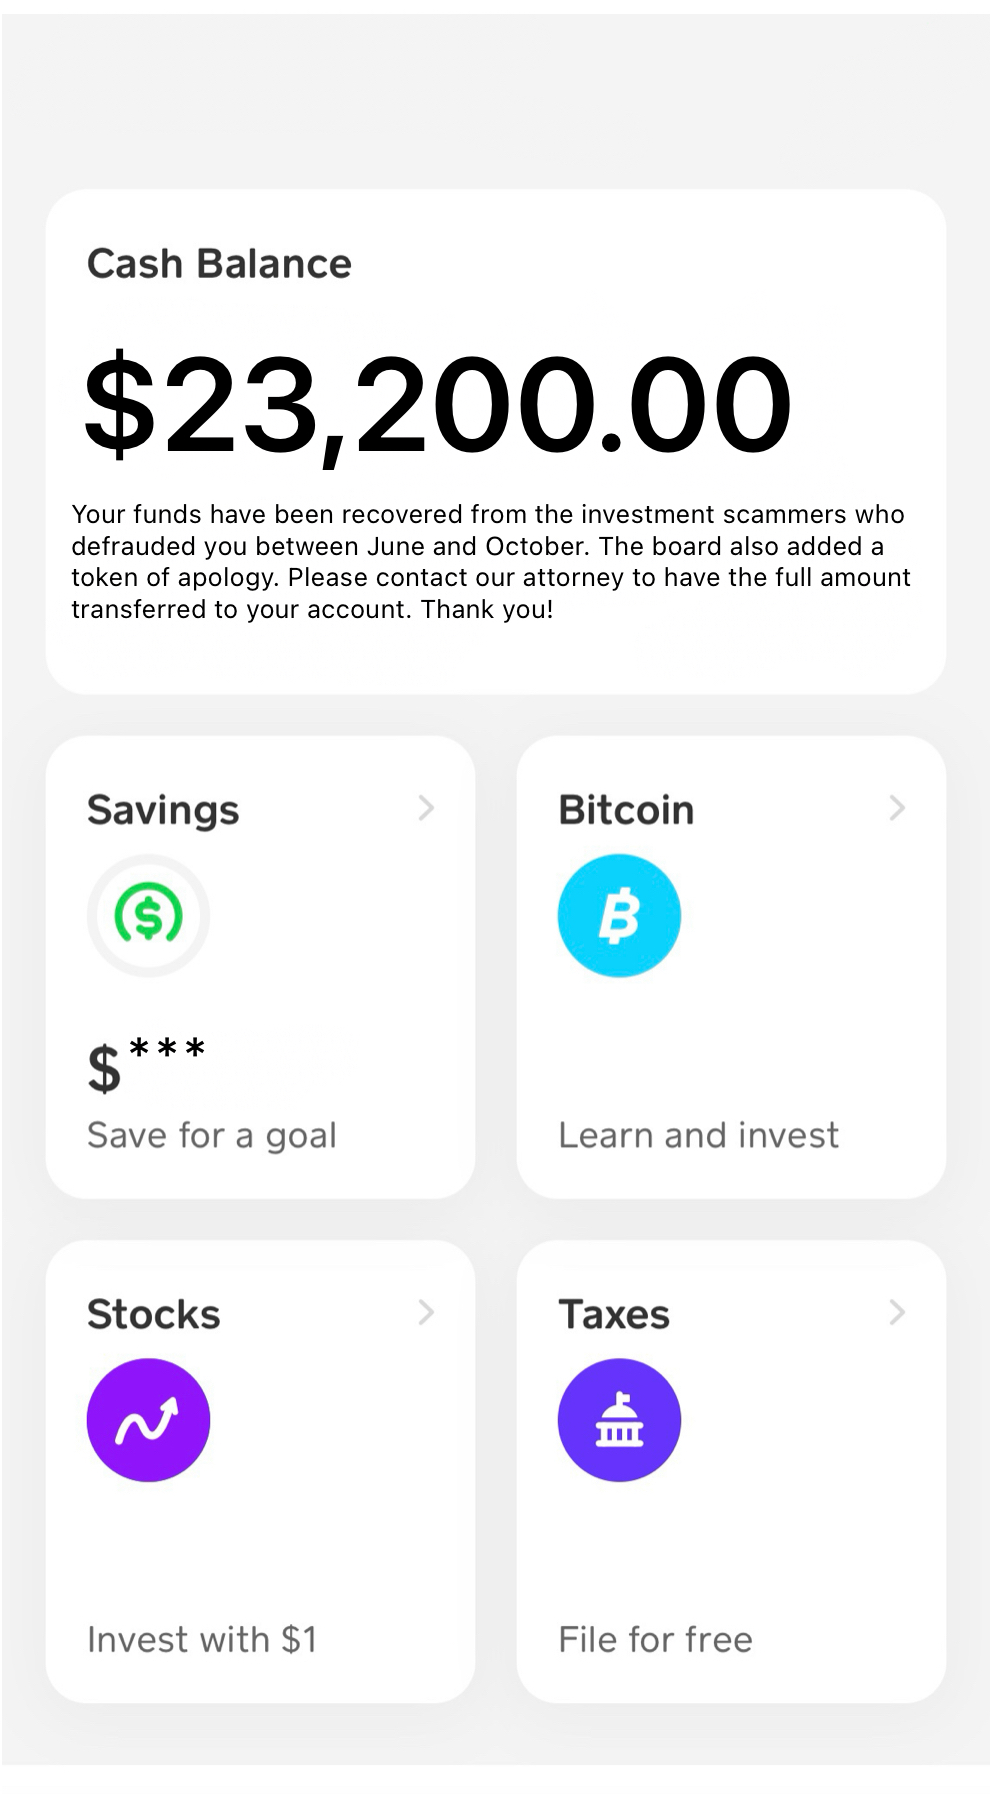 Cash Balance
$23,200.00
Your funds have been recovered from the investment scammers who
defrauded you between June and October. The board also added a
token of apology. Please contact our attorney to have the full amount
transferred to your account. Thank you!
Savings
$***
Save for a goal
Bitcoin
Learn and invest
Stocks
Invest with $1
Taxes
File for free